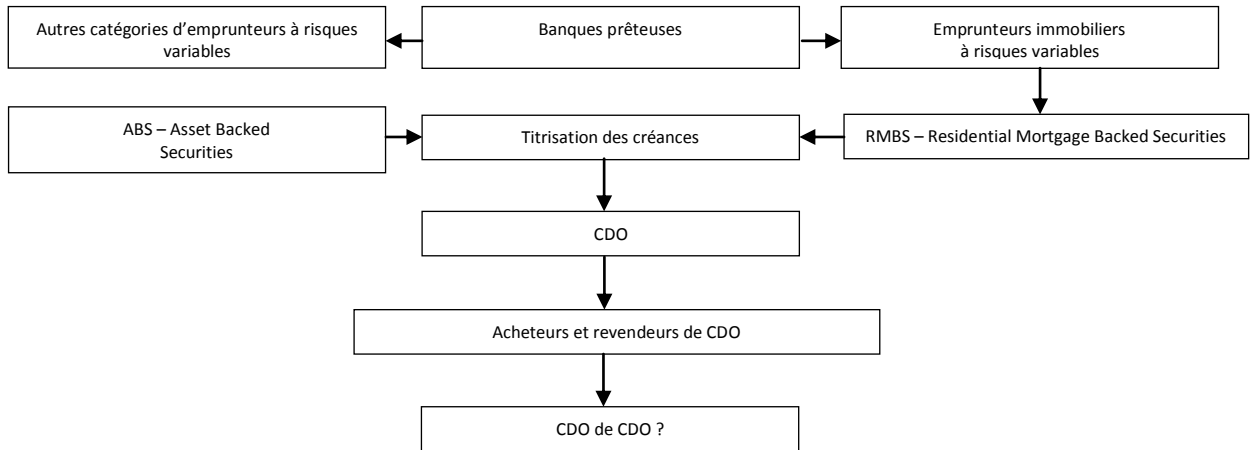 Autres catégories d’emprunteurs à risques
variables
Banques prêteuses
Emprunteurs immobiliers
à risques variables
ABS – Asset Backed
Securities
Titrisation des créances
RMBS – Residential Mortgage Backed Securities
CDO
Acheteurs et revendeurs de CDO
CDO de CDO ?